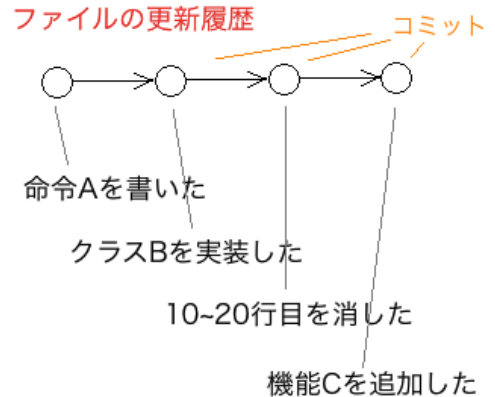 ファイルの更新履歴
コミット
命令Aを書いた
クラスBを実装した
10~20行目を消した
機能Cを追加した